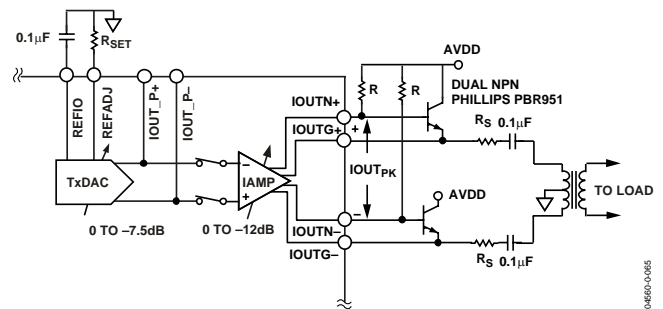 0.1μF
RSET
REFIO
REFADJ
IOUT_P+
IOUT_P–
TxDAC
0 TO –7.5dB
IAMP
–
+
0 TO –12dB
IOUTN+
IOUTG+
+
IOUTPK
–
IOUTN–
IOUTG–
R
R
AVDD
DUAL NPN
PHILLIPS PBR951
RS 0.1μF
AVDD
RS 0.1μF
TO LOAD
04560-0-065